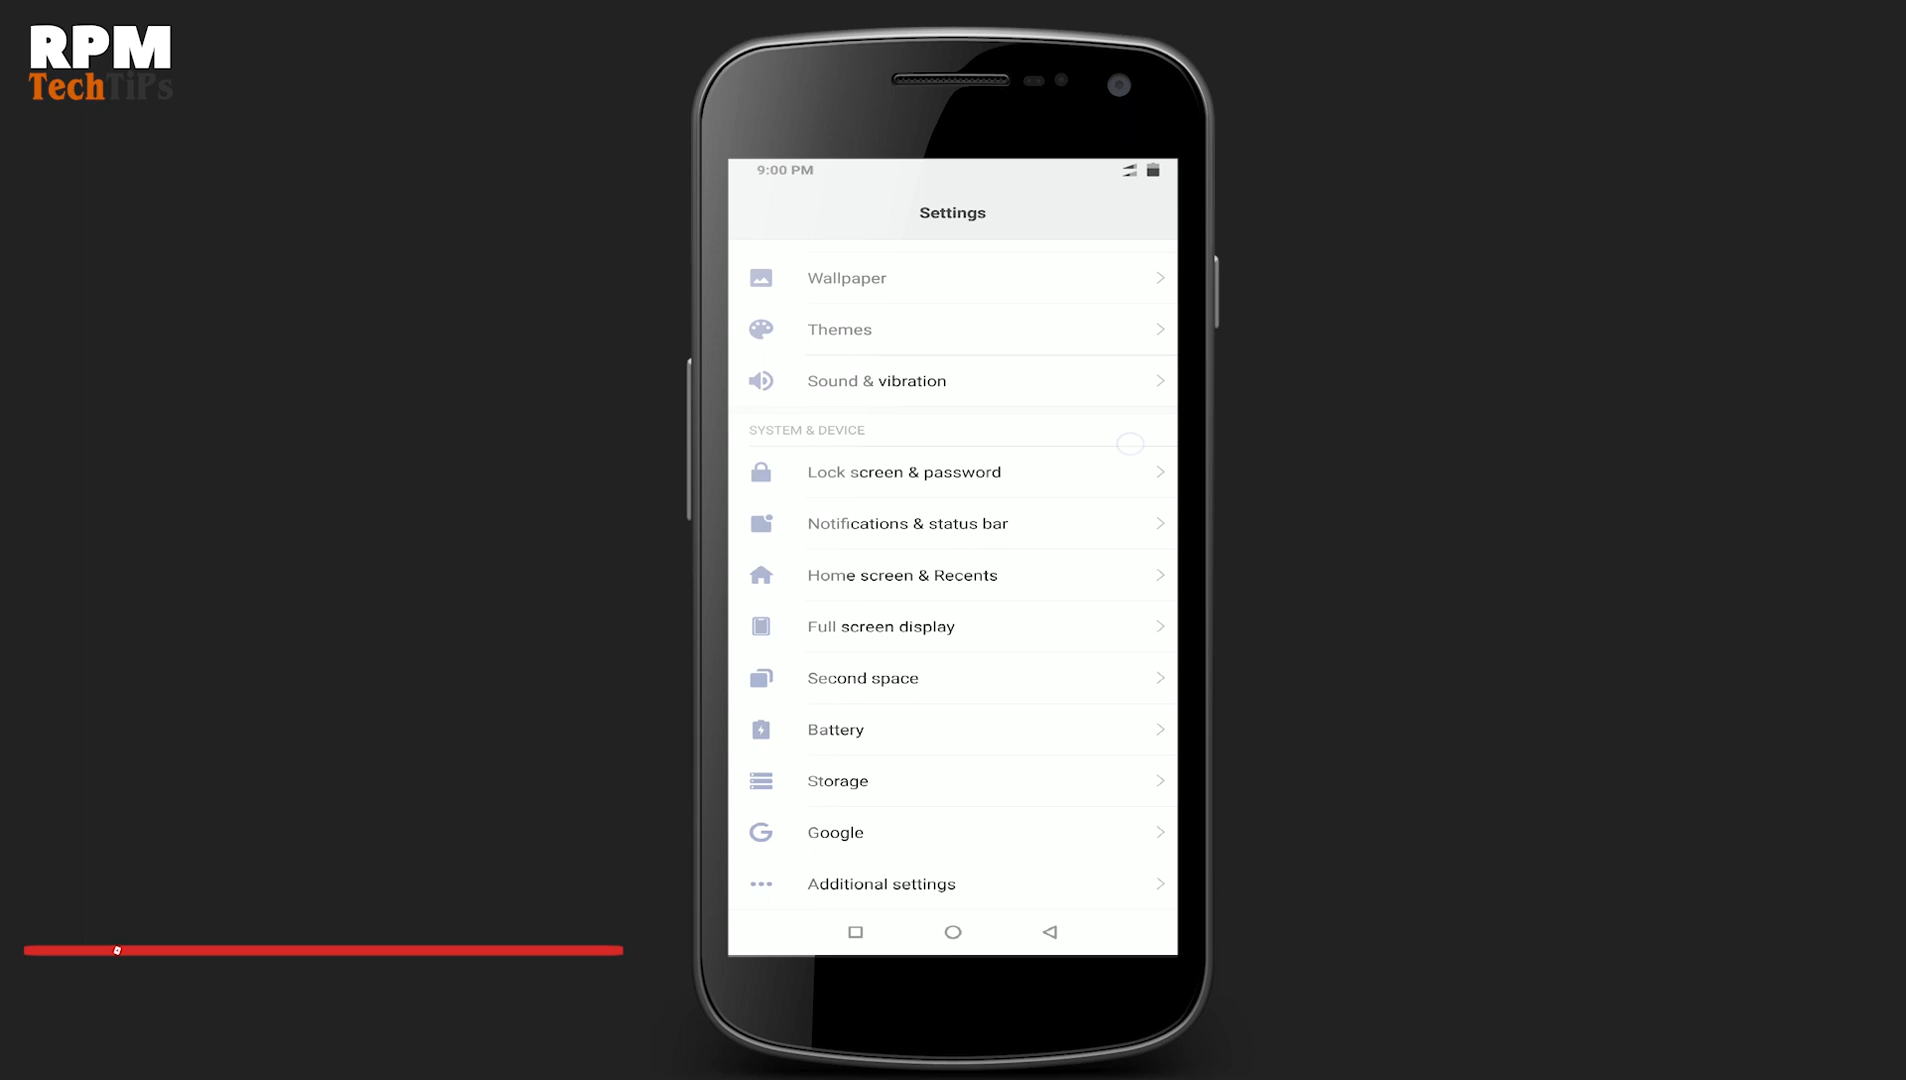 RPM
TechTiPs
9:00 PM
Settings
Wallpaper
Themes
Sound & vibration
SYSTEM & DEVICE
Lock screen & password
Notifications & status bar
Home screen & Recents
Full screen display
Second space
Battery
Storage
Google
Additional settings